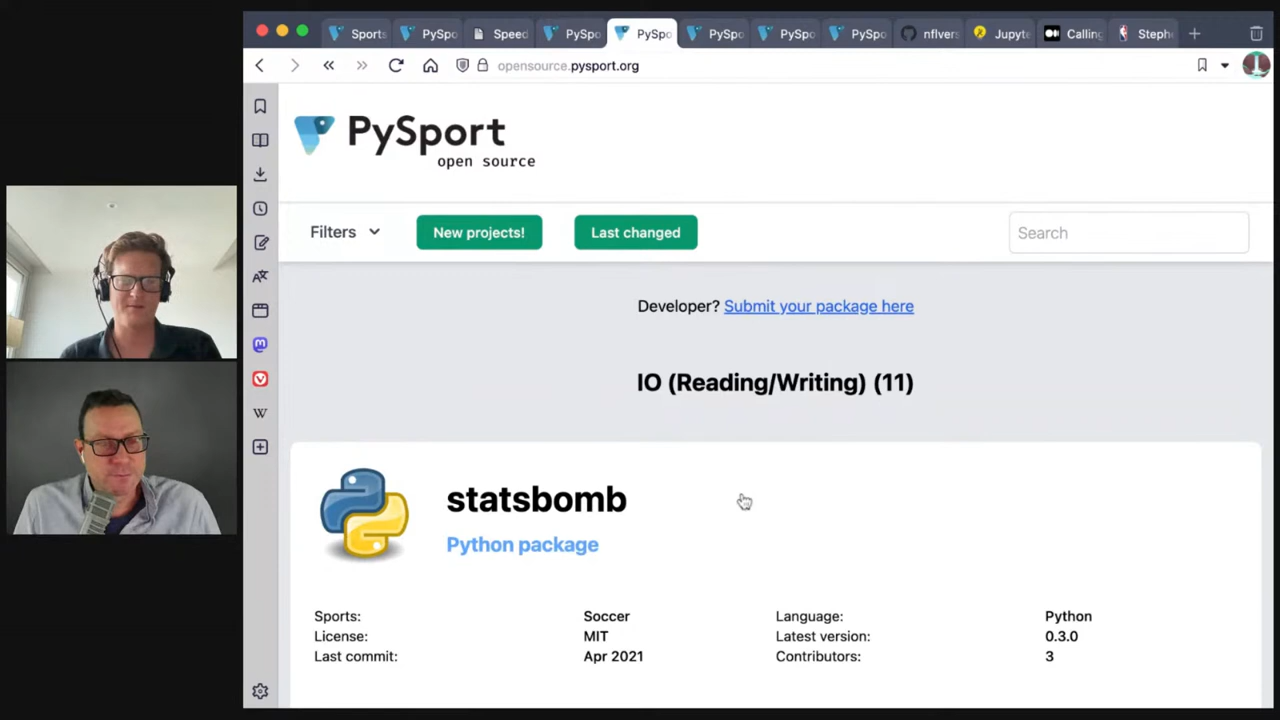 Sports
PySpo
Speed
PySpo
PySpo
PySpo
PySpo
PySpo
nflvers
Jupyte
Calling
Stephe
opensource.pysport.org
PySport
open source
Filters
New projects!
Last changed
Search
Developer? Submit your package here
IO (Reading/Writing) (11)
statsbomb
Python package
Sports: Soccer Language: Python
License: MIT Latest version: 0.3.0
Last commit: Apr 2021 Contributors: 3
W